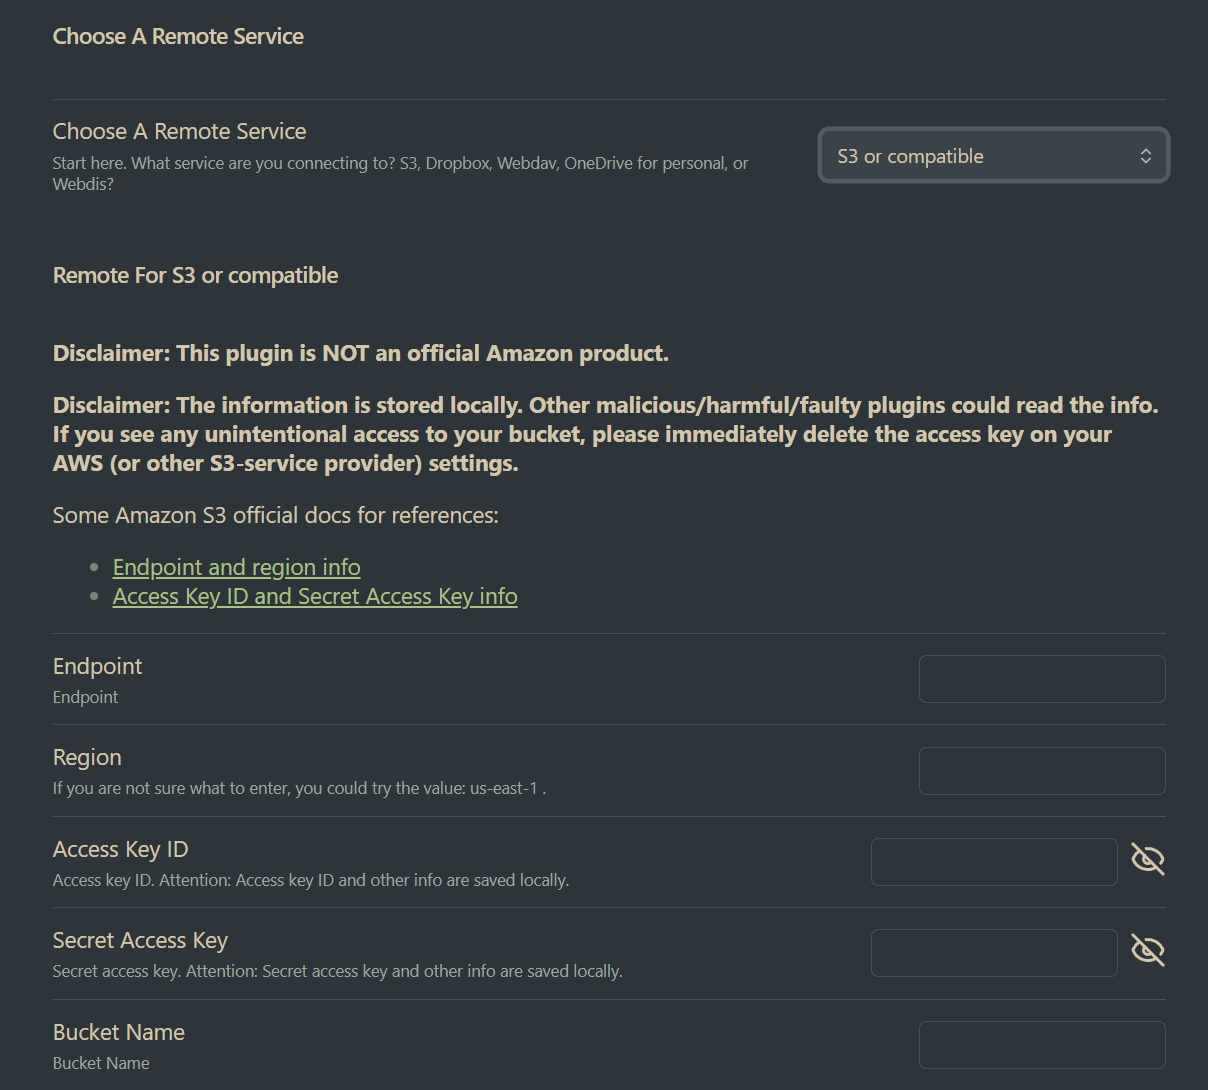 Choose A Remote Service
Choose A Remote Service
Start here. What service are you connecting to? S3, Dropbox, Webdav, OneDrive for personal, or
Webdis?
S3 or compatible
Remote For S3 or compatible
Disclaimer: This plugin is NOT an official Amazon product.
Disclaimer: The information is stored locally. Other malicious/harmful/faulty plugins could read the info.
If you see any unintentional access to your bucket, please immediately delete the access key on your
AWS (or other S3-service provider) settings.
Some Amazon S3 official docs for references:
Endpoint and region info
Access Key ID and Secret Access Key info
Endpoint
Endpoint
Region
If you are not sure what to enter, you could try the value: us-east-1 .
Access Key ID
Access key ID. Attention: Access key ID and other info are saved locally.
Secret Access Key
Secret access key. Attention: Secret access key and other info are saved locally.
Bucket Name
Bucket Name